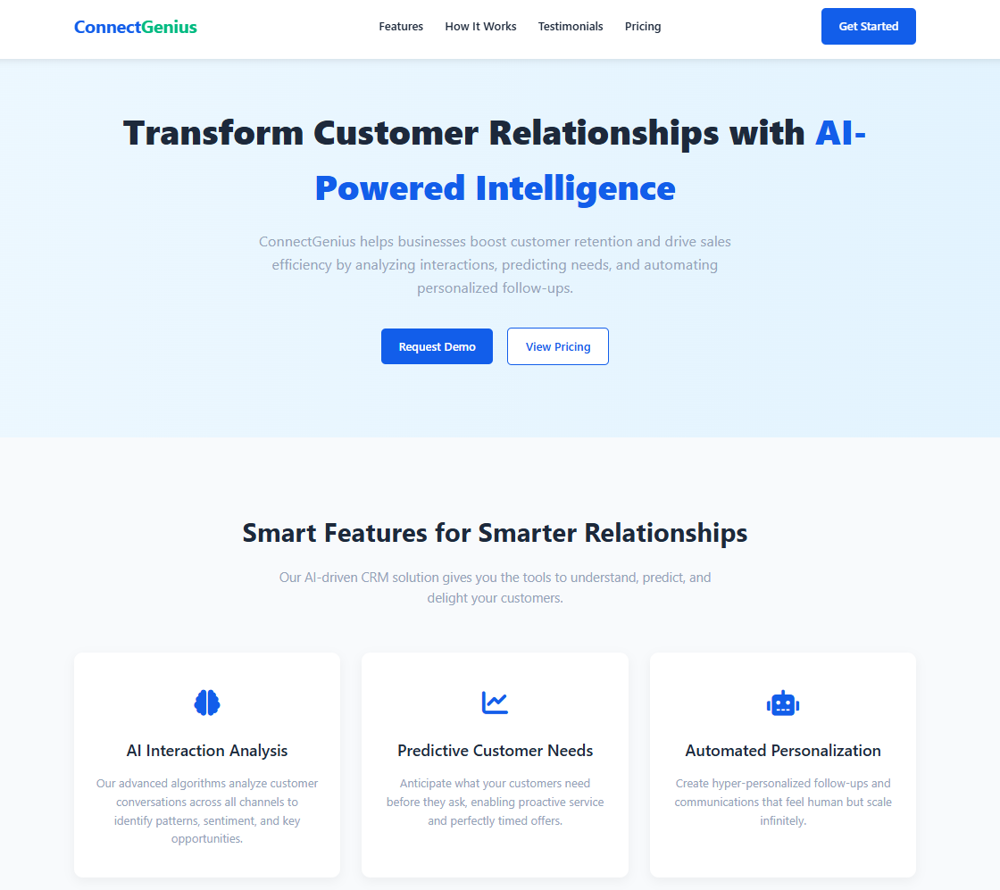 ConnectGenius
Features
How It Works
Testimonials
Pricing
Get Started
Transform Customer Relationships with AI-
Powered Intelligence
ConnectGenius helps businesses boost customer retention and drive sales
efficiency by analyzing interactions, predicting needs, and automating
personalized follow-ups.
Request Demo
View Pricing
Smart Features for Smarter Relationships
Our AI-driven CRM solution gives you the tools to understand, predict, and
delight your customers.
AI Interaction Analysis
Our advanced algorithms analyze customer
conversations across all channels to
identify patterns, sentiment, and key
opportunities.
Predictive Customer Needs
Anticipate what your customers need
before they ask, enabling proactive service
and perfectly timed offers.
Automated Personalization
Create hyper-personalized follow-ups and
communications that feel human but scale
infinitely.